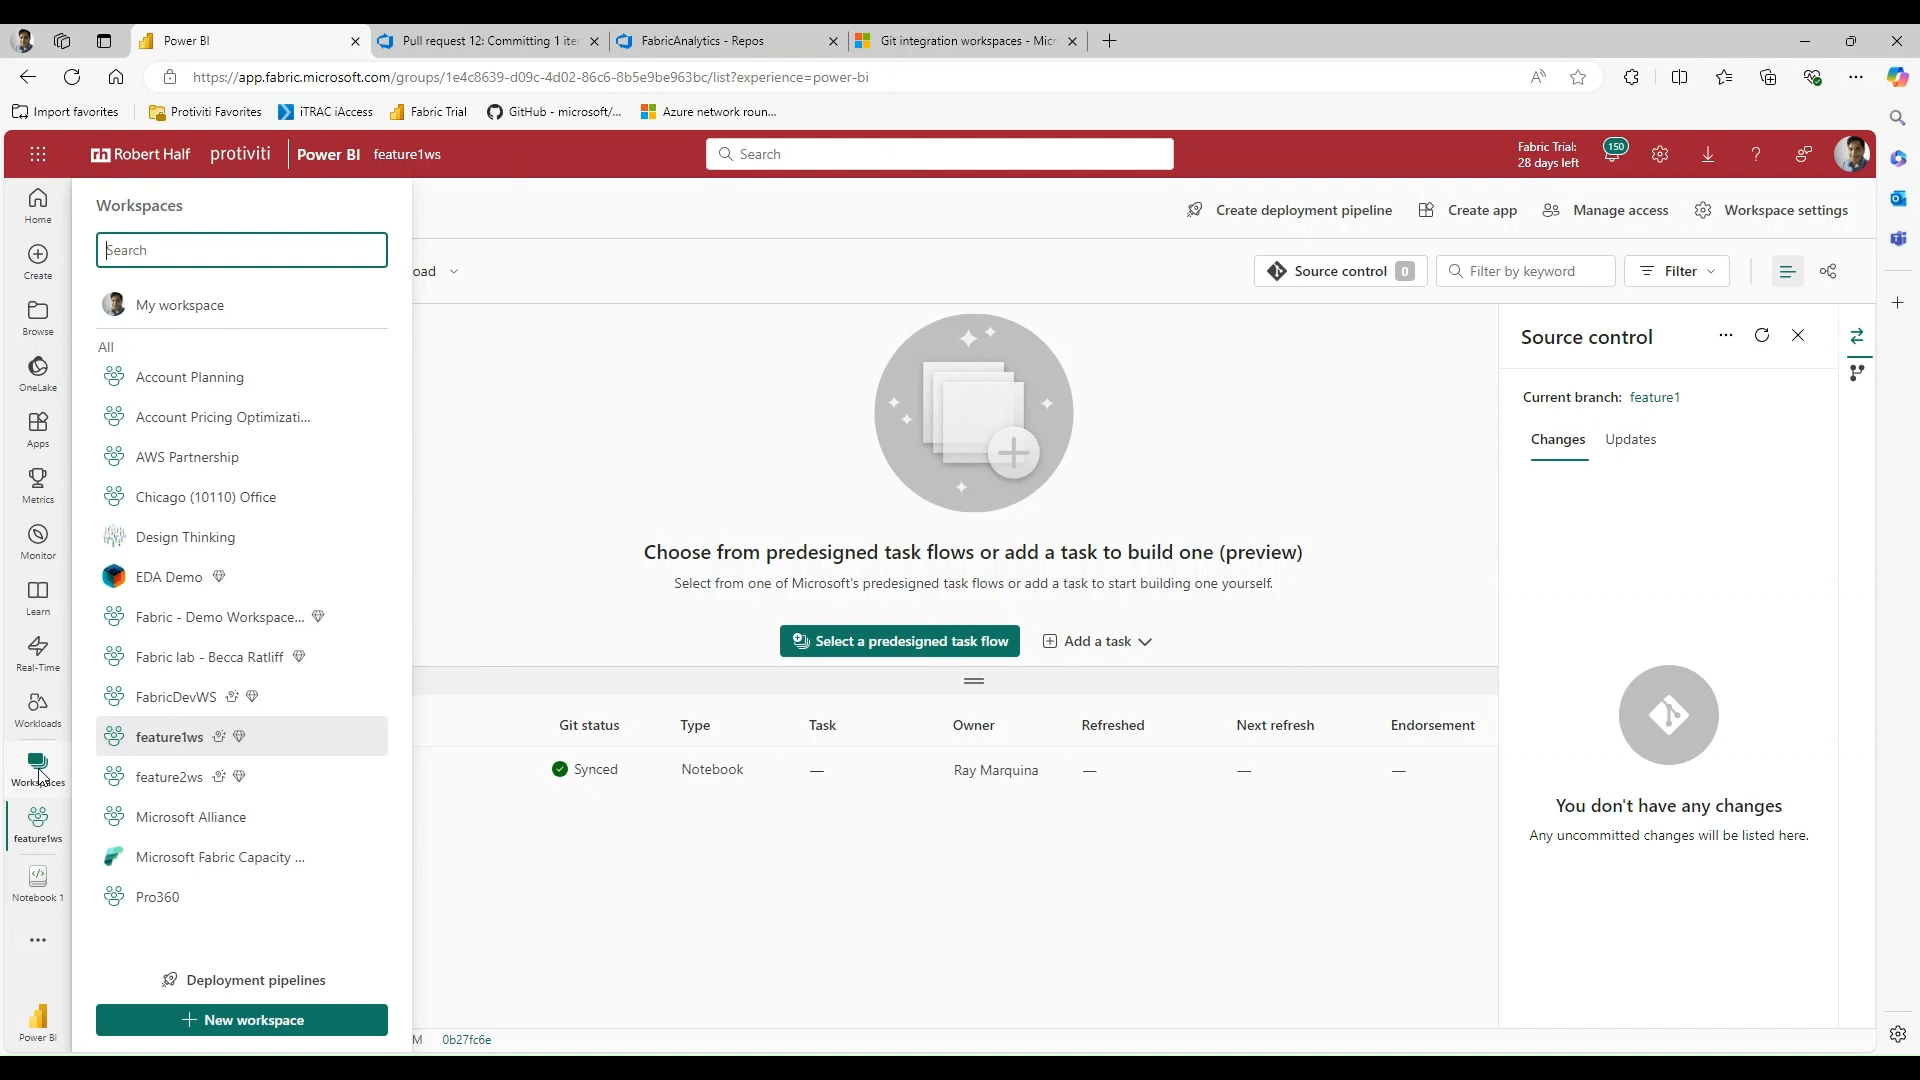 Power BI
Pull request 12: Committing 1 iter
FabricAnalytics - Repos
Git integration workspaces - Micr
https://app.fabric.microsoft.com/groups/1e4c8639-d09c-4d02-86c6-8b5e9be963bc/list?experience=power-bi
Import favorites
Protiviti Favorites
iTRAC iAccess
Fabric Trial
GitHub - microsoft/...
Azure network roun...
rh Robert Half protiviti Power BI feature1ws
Search
Fabric Trial:
28 days left
150
Home
Create
Browse
OneLake
Apps
Metrics
Monitor
Learn
Real-Time
Workloads
Workspaces
feature1ws
Notebook 1
Power BI
Workspaces
Search
My workspace
All
Account Planning
Account Pricing Optimizati...
AWS Partnership
Chicago (10110) Office
Design Thinking
EDA Demo
Fabric - Demo Workspace...
Fabric lab - Becca Ratliff
FabricDevWS
feature1ws
feature2ws
Microsoft Alliance
Microsoft Fabric Capacity ...
Pro360
Deployment pipelines
New workspace
Create deployment pipeline
Create app
Manage access
Workspace settings
oad
Source control 0
Filter by keyword
Filter
Choose from predesigned task flows or add a task to build one (preview)
Select from one of Microsoft's predesigned task flows or add a task to start building one yourself.
Select a predesigned task flow
Add a task
Git status Type Task Owner Refreshed Next refresh Endorsement
Synced Notebook — Ray Marquina — — —
M 0b27fc6e
Source control
Current branch: feature1
Changes Updates
You don't have any changes
Any uncommitted changes will be listed here.